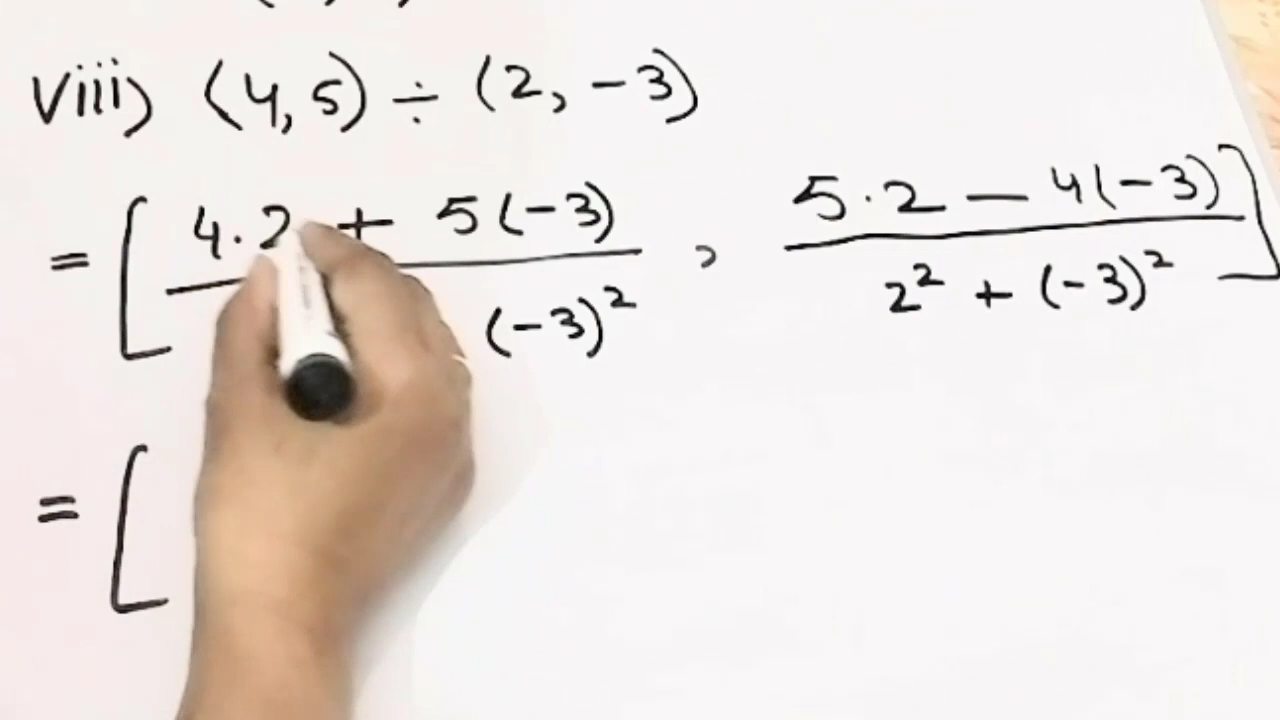 viii) (4,5) ÷ (2, -3)
= [ 4.2 + 5(-3) / (-3)² , 5.2 - 4(-3) / 2² + (-3)² ]
= [